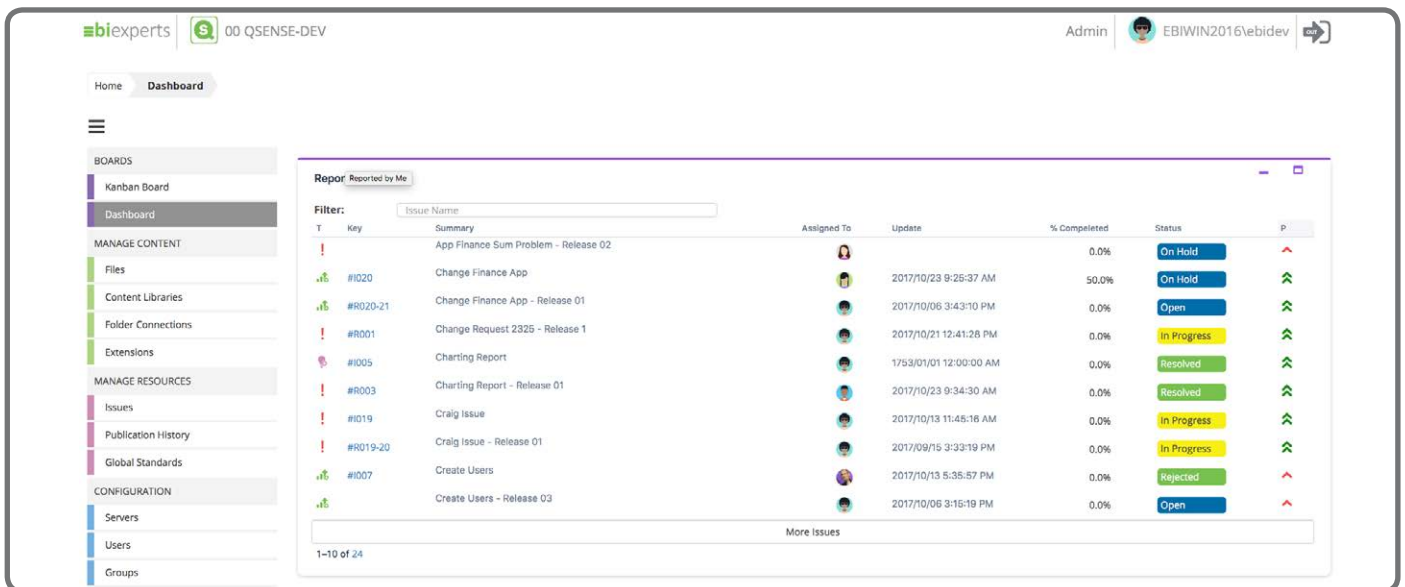 ebiexperts S 00 QSENSE-DEV Admin EBIWIN2016\ebidev OUT
Home Dashboard
BOARDS
Kanban Board
Dashboard
MANAGE CONTENT
Files
Content Libraries
Folder Connections
Extensions
MANAGE RESOURCES
Issues
Publication History
Global Standards
CONFIGURATION
Servers
Users
Groups
Repor Reported by Me
Filter: Issue Name
T Key Summary Assigned To Update % Compeleted Status P
! App Finance Sum Problem - Release 02 0.0% On Hold
#I020 Change Finance App 2017/10/23 9:25:37 AM 50.0% On Hold
#R020-21 Change Finance App - Release 01 2017/10/06 3:43:10 PM 0.0% Open
! #R001 Change Request 2325 - Release 1 2017/10/21 12:41:28 PM 0.0% In Progress
#I005 Charting Report 1753/01/01 12:00:00 AM 0.0% Resolved
! #R003 Charting Report - Release 01 2017/10/23 9:34:30 AM 0.0% Resolved
! #I019 Craig Issue 2017/10/13 11:45:16 AM 0.0% In Progress
! #R019-20 Craig Issue - Release 01 2017/09/15 3:33:19 PM 0.0% In Progress
#I007 Create Users 2017/10/13 5:35:57 PM 0.0% Rejected
Create Users - Release 03 2017/10/06 3:15:19 PM 0.0% Open
More Issues
1–10 of 24